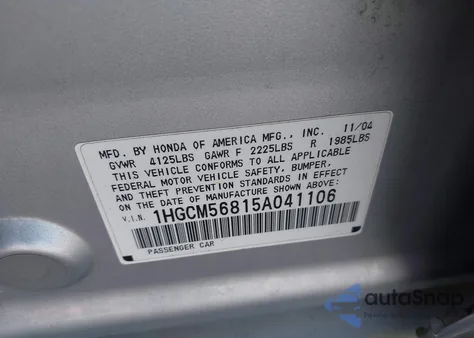 autoSnap
MFD. BY HONDA OF AMERICA MFG., INC. 11/04
GVWR 4125LBS GAWR F 2225LBS R 1985LBS
THIS VEHICLE CONFORMS TO ALL APPLICABLE
FEDERAL MOTOR VEHICLE SAFETY, BUMPER,
AND THEFT PREVENTION STANDARDS IN EFFECT
ON THE DATE OF MANUFACTURE SHOWN ABOVE.
V.I.N. 1HGCM56815A041106
PASSENGER CAR
autoSnap